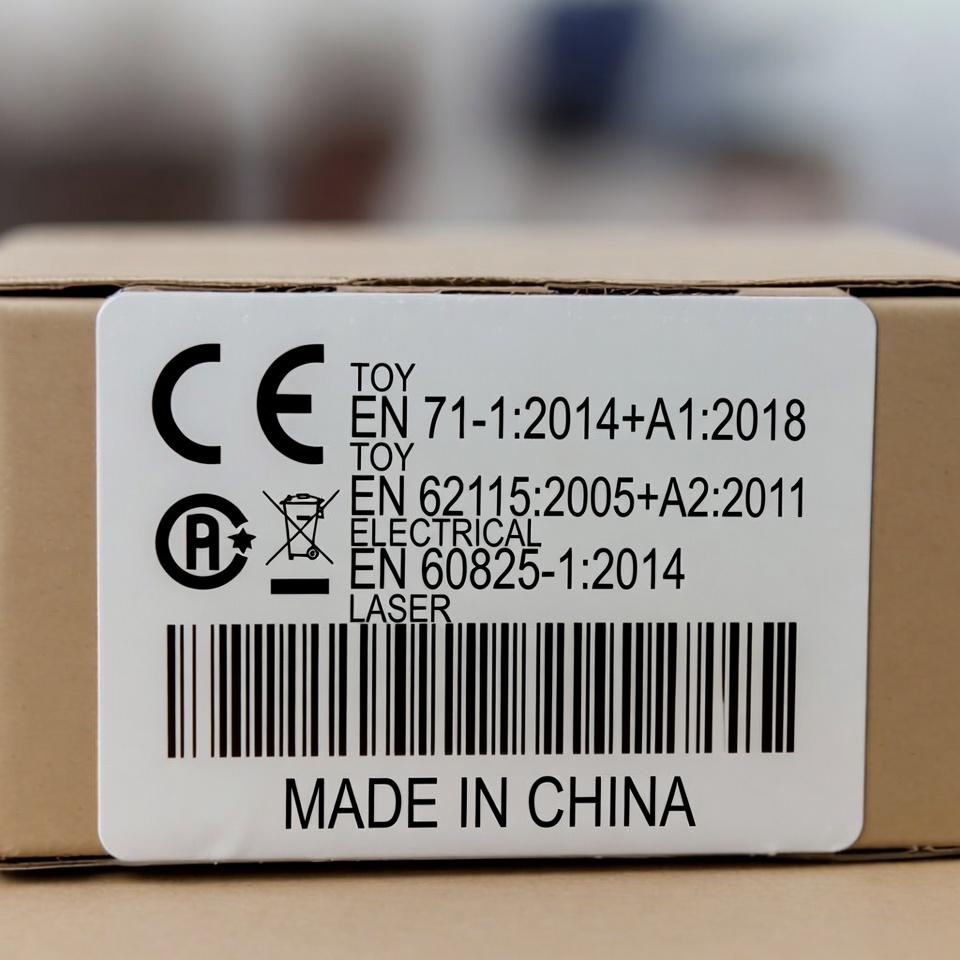 CE
TOY
EN 71-1:2014+A1:2018
TOY
EN 62115:2005+A2:2011
ELECTRICAL
A
EN 60825-1:2014
LASER
MADE IN CHINA